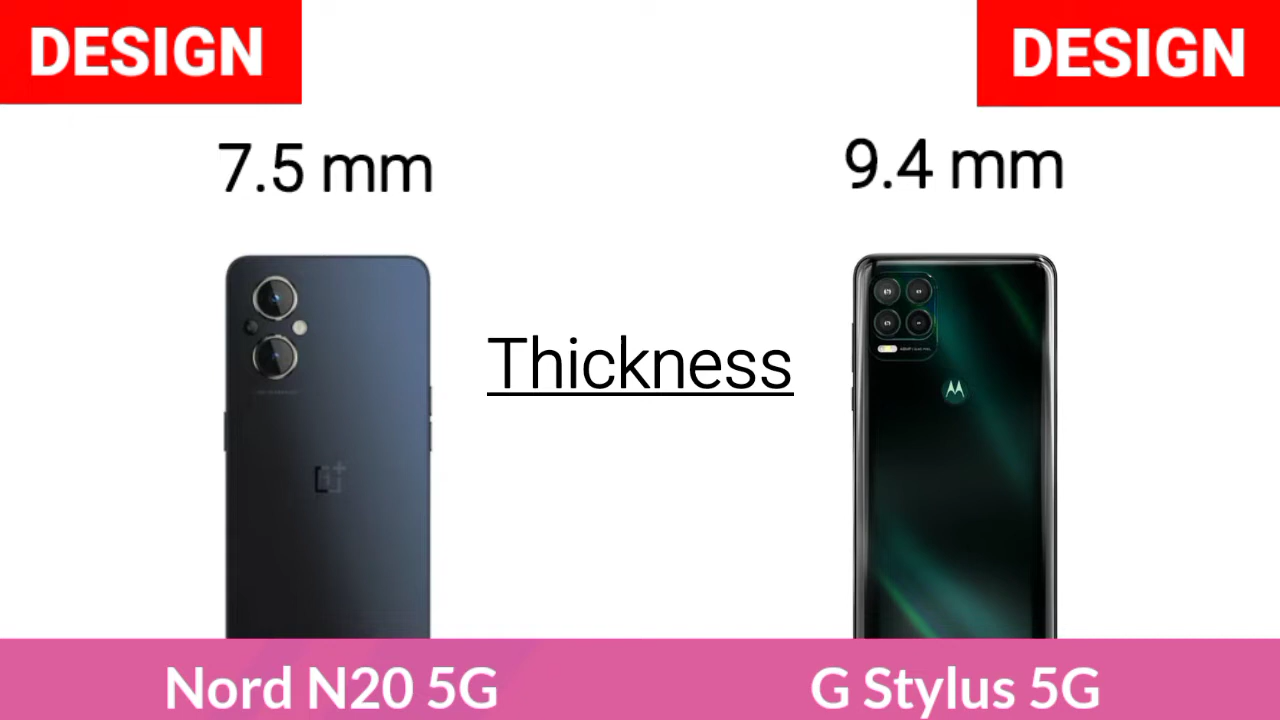 DESIGN
DESIGN
7.5 mm
9.4 mm
Thickness
Nord N20 5G
G Stylus 5G